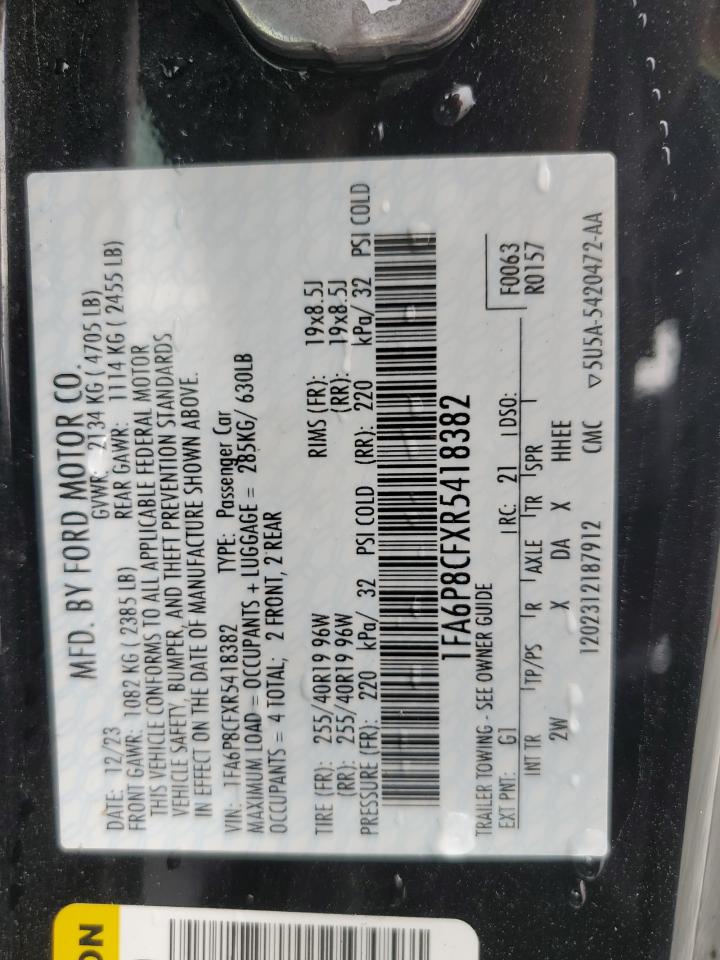 MFD. BY FORD MOTOR CO.
DATE: 12/23 GVWR: 2134 KG ( 4705 LB)
FRONT GAWR: 1082 KG ( 2385 LB) REAR GAWR: 1114 KG ( 2455 LB)
THIS VEHICLE CONFORMS TO ALL APPLICABLE FEDERAL MOTOR
VEHICLE SAFETY, BUMPER, AND THEFT PREVENTION STANDARDS
IN EFFECT ON THE DATE OF MANUFACTURE SHOWN ABOVE.
VIN: 1FA6P8CFXR5418382 TYPE: Passenger Car
MAXIMUM LOAD = OCCUPANTS + LUGGAGE = 285KG/ 630LB
OCCUPANTS = 4 TOTAL; 2 FRONT, 2 REAR
TIRE (FR): 255/40R19 96W RIMS (FR): 19x8.5J
(RR): 255/40R19 96W (RR): 19x8.5J
PRESSURE (FR): 220 kPa/ 32 PSI COLD (RR): 220 kPa/ 32 PSI COLD
1FA6P8CFXR5418382
TRAILER TOWING - SEE OWNER GUIDE
F0063
R0157
EXT PNT: G1 RC: 21 DSO:
INT TR TP/PS R AXLE TR SPR
2W X DA X HHEE
1202312187912 CMC ▽5U5A-5420472-AA
ON